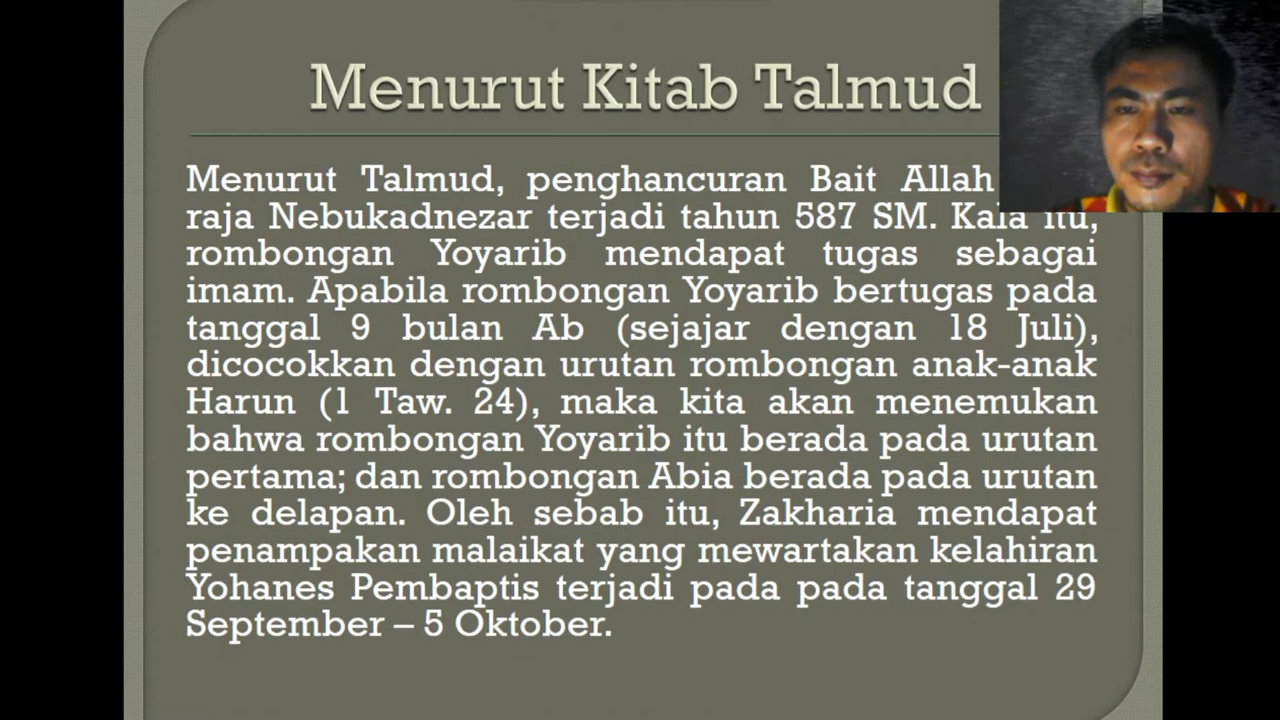 Menurut Kitab Talmud
Menurut Talmud, penghancuran Bait Allah
raja Nebukadnezar terjadi tahun 587 SM. Kala itu,
rombongan Yoyarib mendapat tugas sebagai
imam. Apabila rombongan Yoyarib bertugas pada
tanggal 9 bulan Ab (sejajar dengan 18 Juli),
dicocokkan dengan urutan rombongan anak-anak
Harun (1 Taw. 24), maka kita akan menemukan
bahwa rombongan Yoyarib itu berada pada urutan
pertama; dan rombongan Abia berada pada urutan
ke delapan. Oleh sebab itu, Zakharia mendapat
penampakan malaikat yang mewartakan kelahiran
Yohanes Pembaptis terjadi pada pada tanggal 29
September – 5 Oktober.